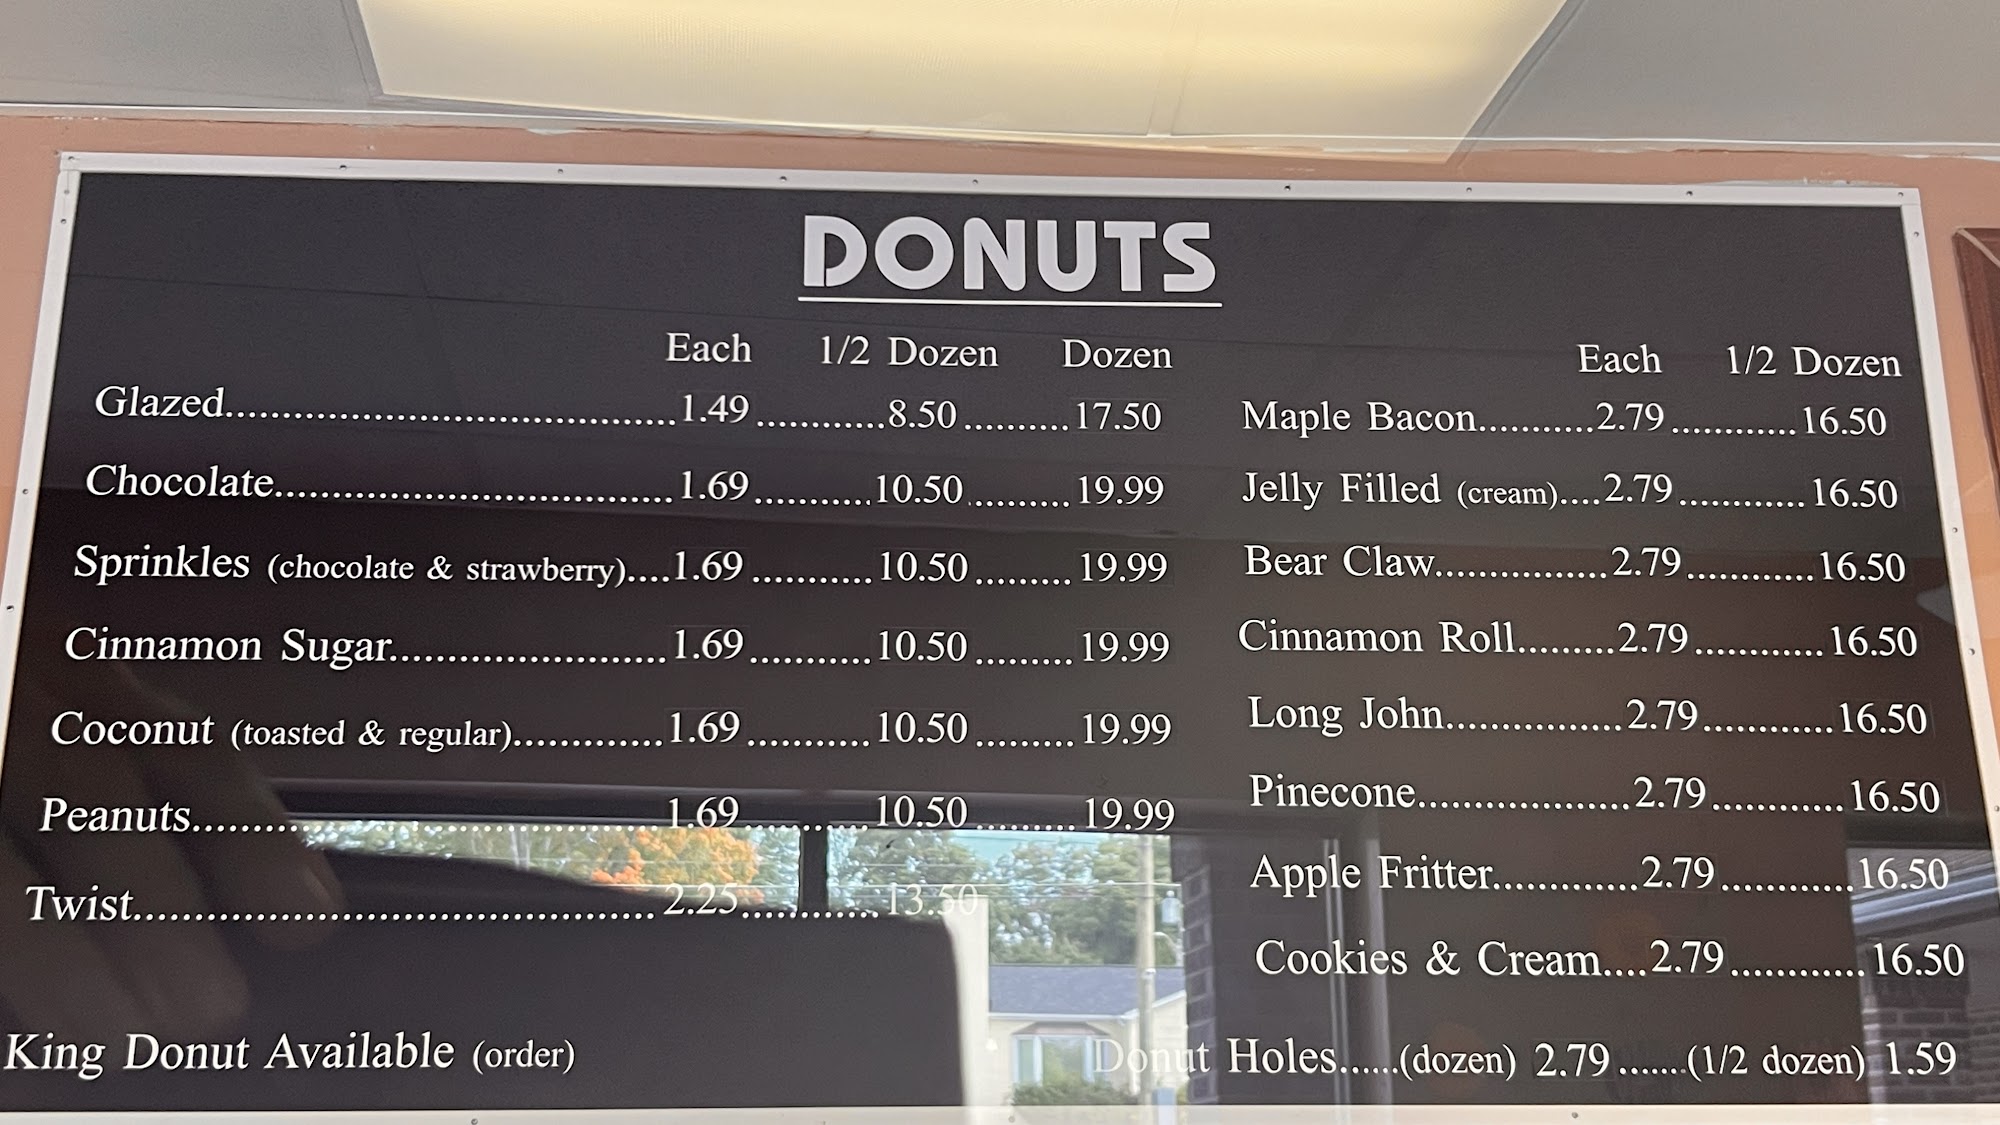 DONUTS
Each 1/2 Dozen Dozen
Glazed 1.49 8.50 17.50
Chocolate 1.69 10.50 19.99
Sprinkles (chocolate & strawberry) 1.69 10.50 19.99
Cinnamon Sugar 1.69 10.50 19.99
Coconut (toasted & regular) 1.69 10.50 19.99
Peanuts 1.69 10.50 19.99
Twist 2.25 13.50
King Donut Available (order)
Each 1/2 Dozen
Maple Bacon 2.79 16.50
Jelly Filled (cream) 2.79 16.50
Bear Claw 2.79 16.50
Cinnamon Roll 2.79 16.50
Long John 2.79 16.50
Pinecone 2.79 16.50
Apple Fritter 2.79 16.50
Cookies & Cream 2.79 16.50
Donut Holes (dozen) 2.79 (1/2 dozen) 1.59